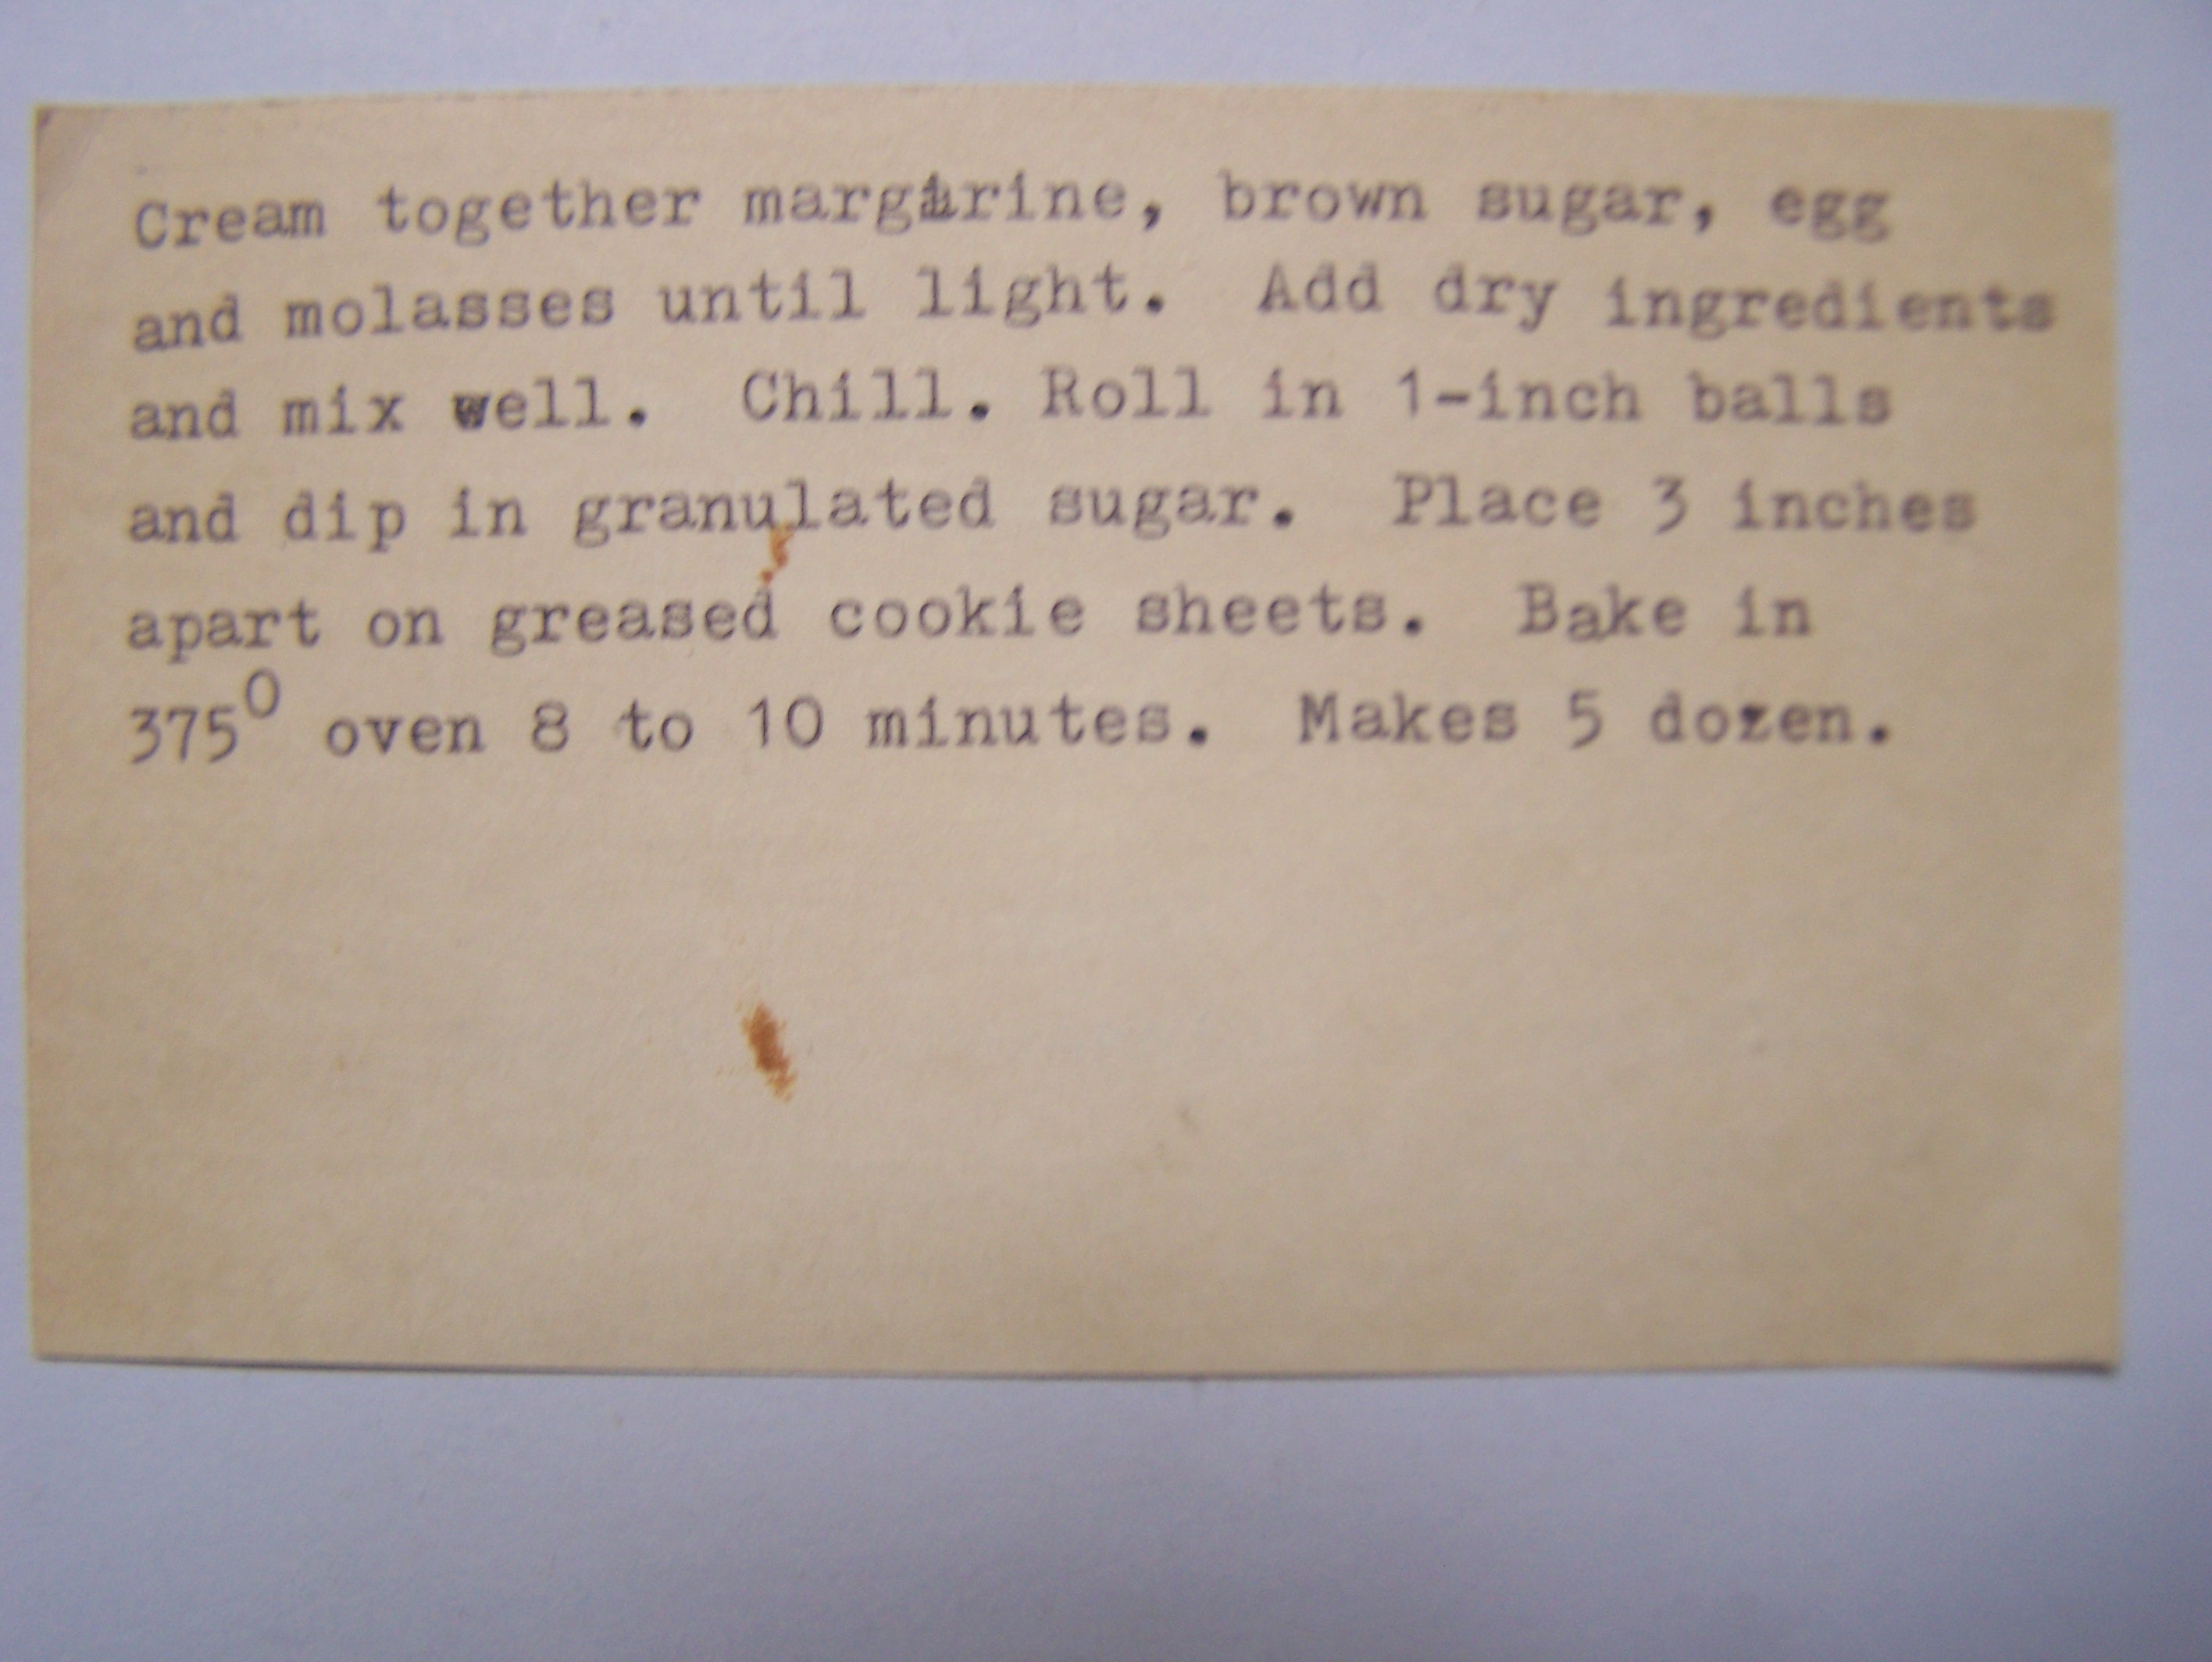 Cream together margarine, brown sugar, egg
and molasses until light. Add dry ingredients
and mix well. Chill. Roll in 1-inch balls
and dip in granulated sugar. Place 3 inches
apart on greased cookie sheets. Bake in
375° oven 8 to 10 minutes. Makes 5 dozen.